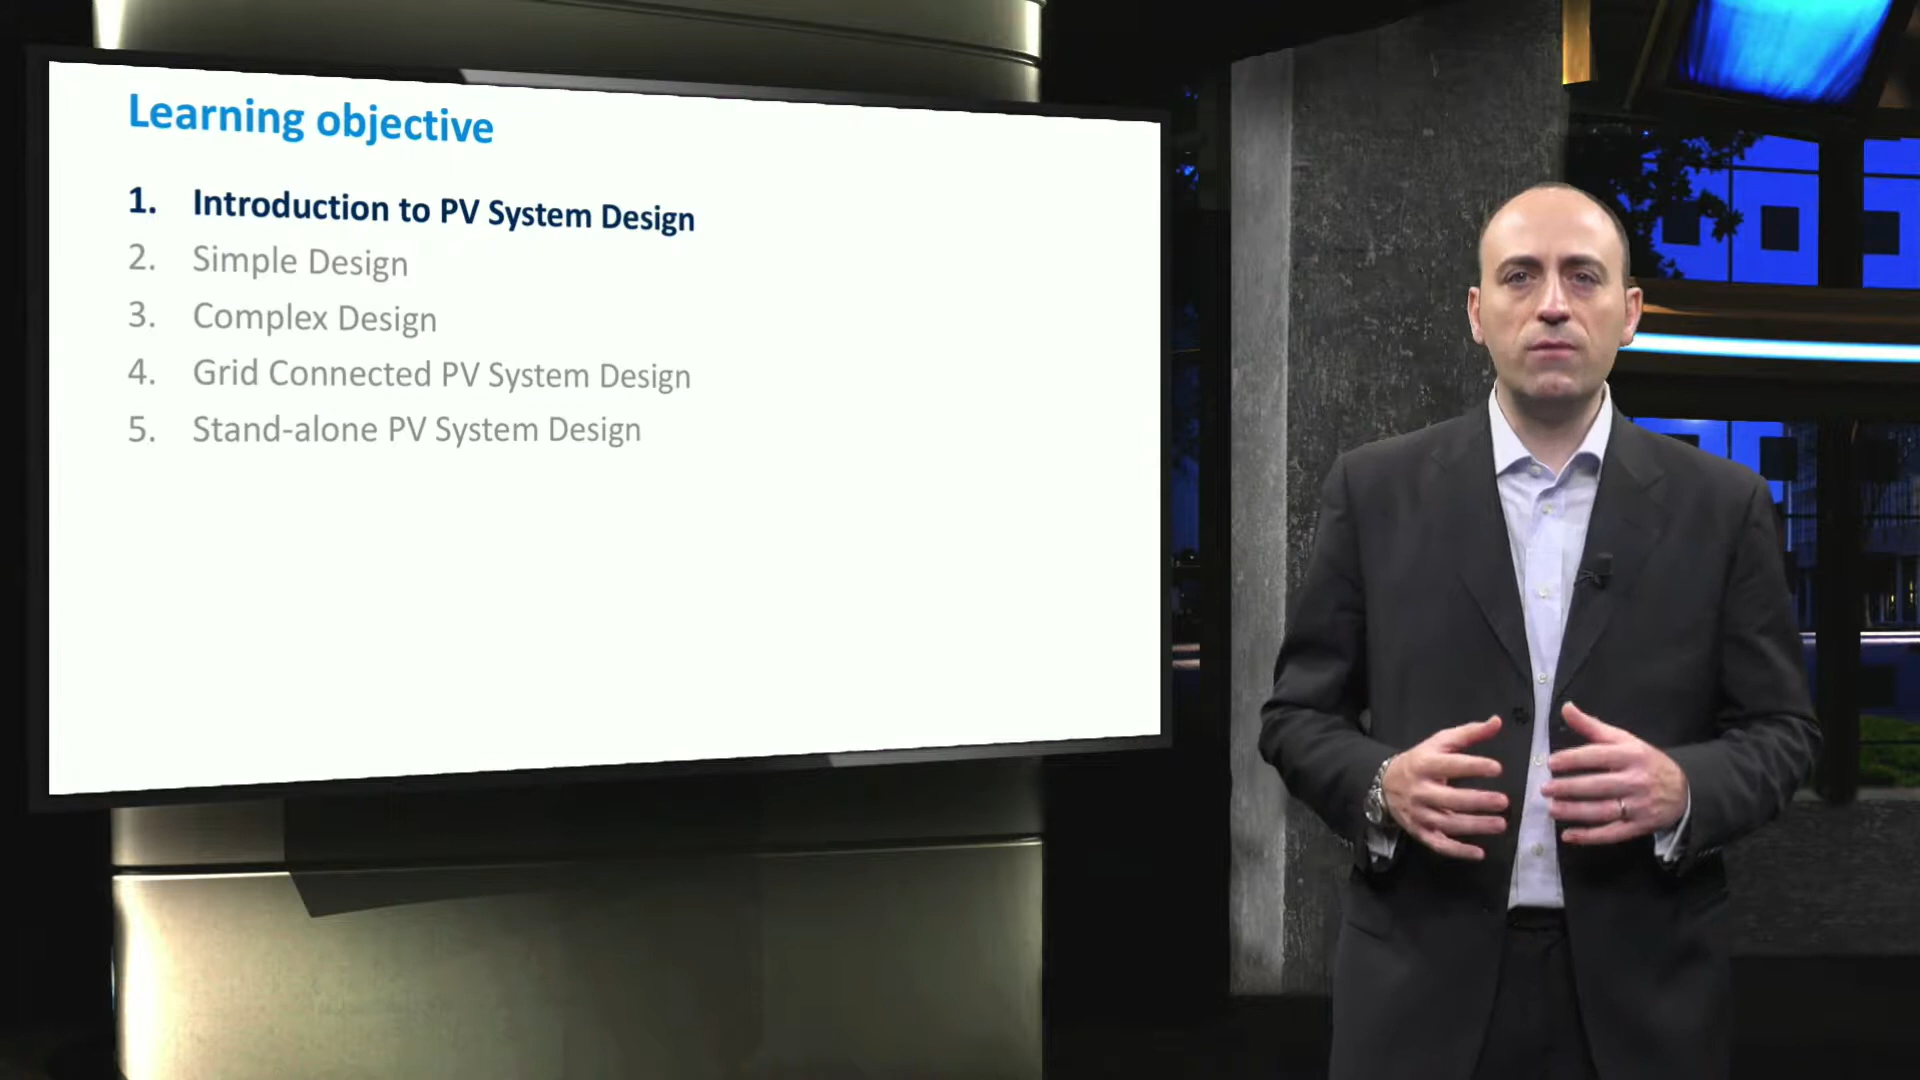 Learning objective
1. Introduction to PV System Design
2. Simple Design
3. Complex Design
4. Grid Connected PV System Design
5. Stand-alone PV System Design